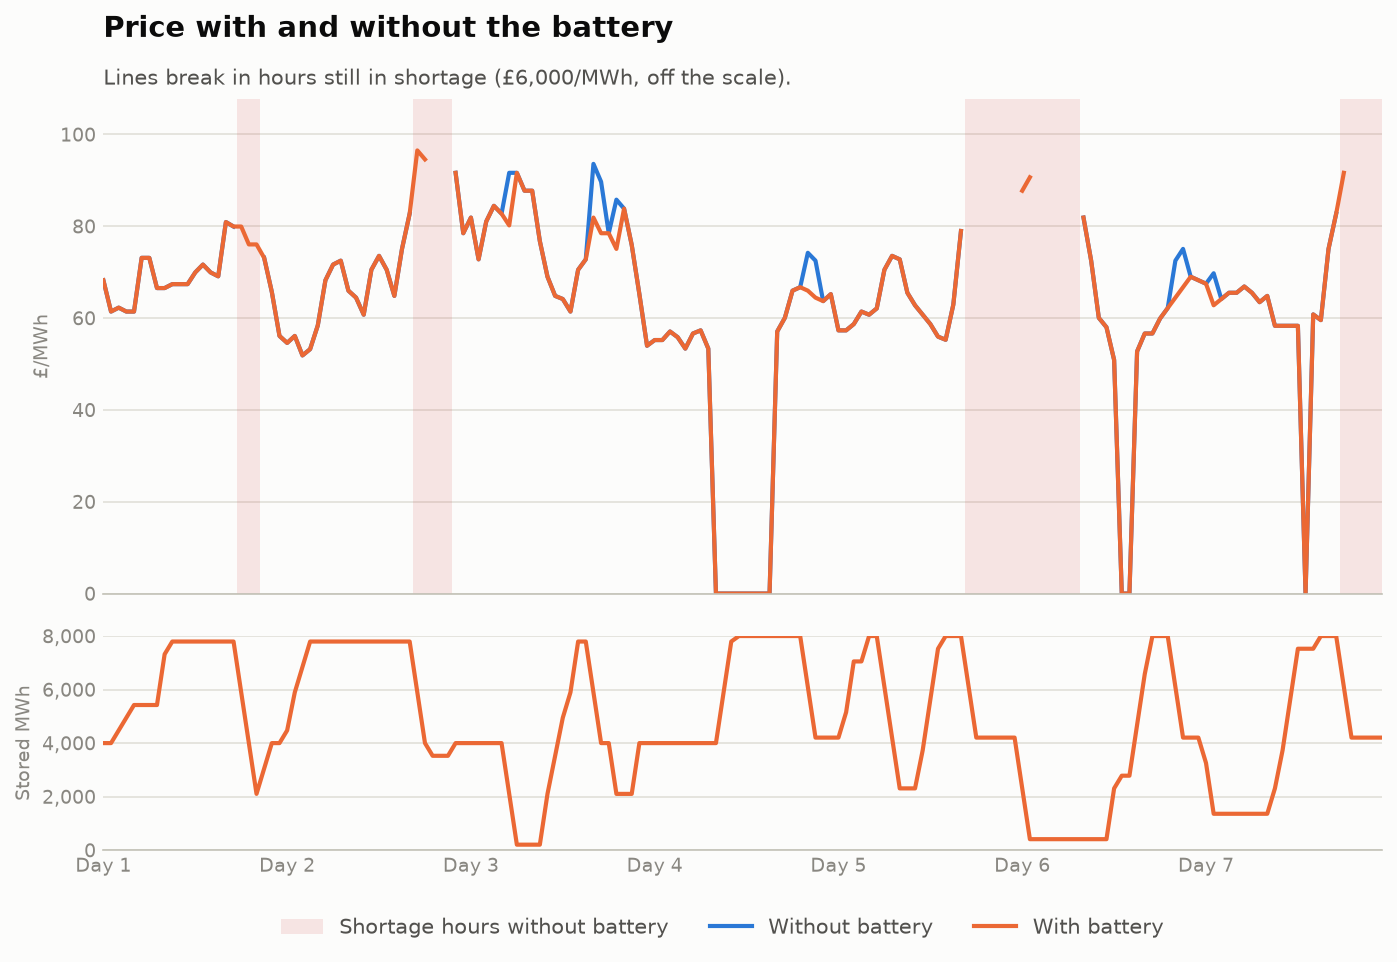 Price with and without the battery
Lines break in hours still in shortage (£6,000/MWh, off the scale).
£/MWh
100
80
60
40
20
0
Stored MWh
8,000
6,000
4,000
2,000
0
Day 1 Day 2 Day 3 Day 4 Day 5 Day 6 Day 7
Shortage hours without battery Without battery With battery